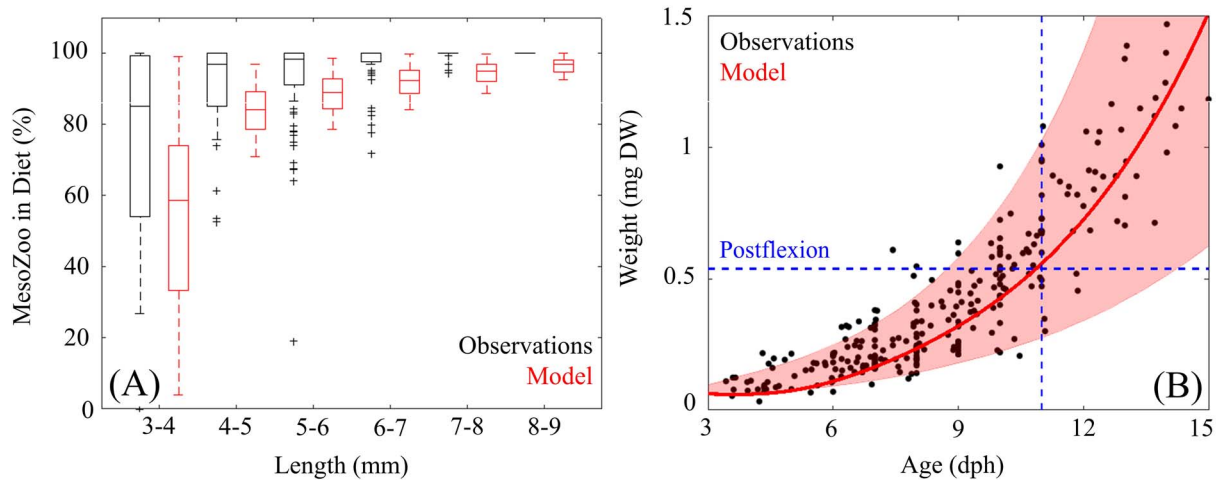 MesoZoo in Diet (%)
100
80
60
40
20
0
Observations
Model
(A)
3-4 4-5 5-6 6-7 7-8 8-9
Length (mm)
Weight (mg DW)
1.5
1
0.5
0
Observations
Model
Postflexion
(B)
3 6 9 12 15
Age (dph)